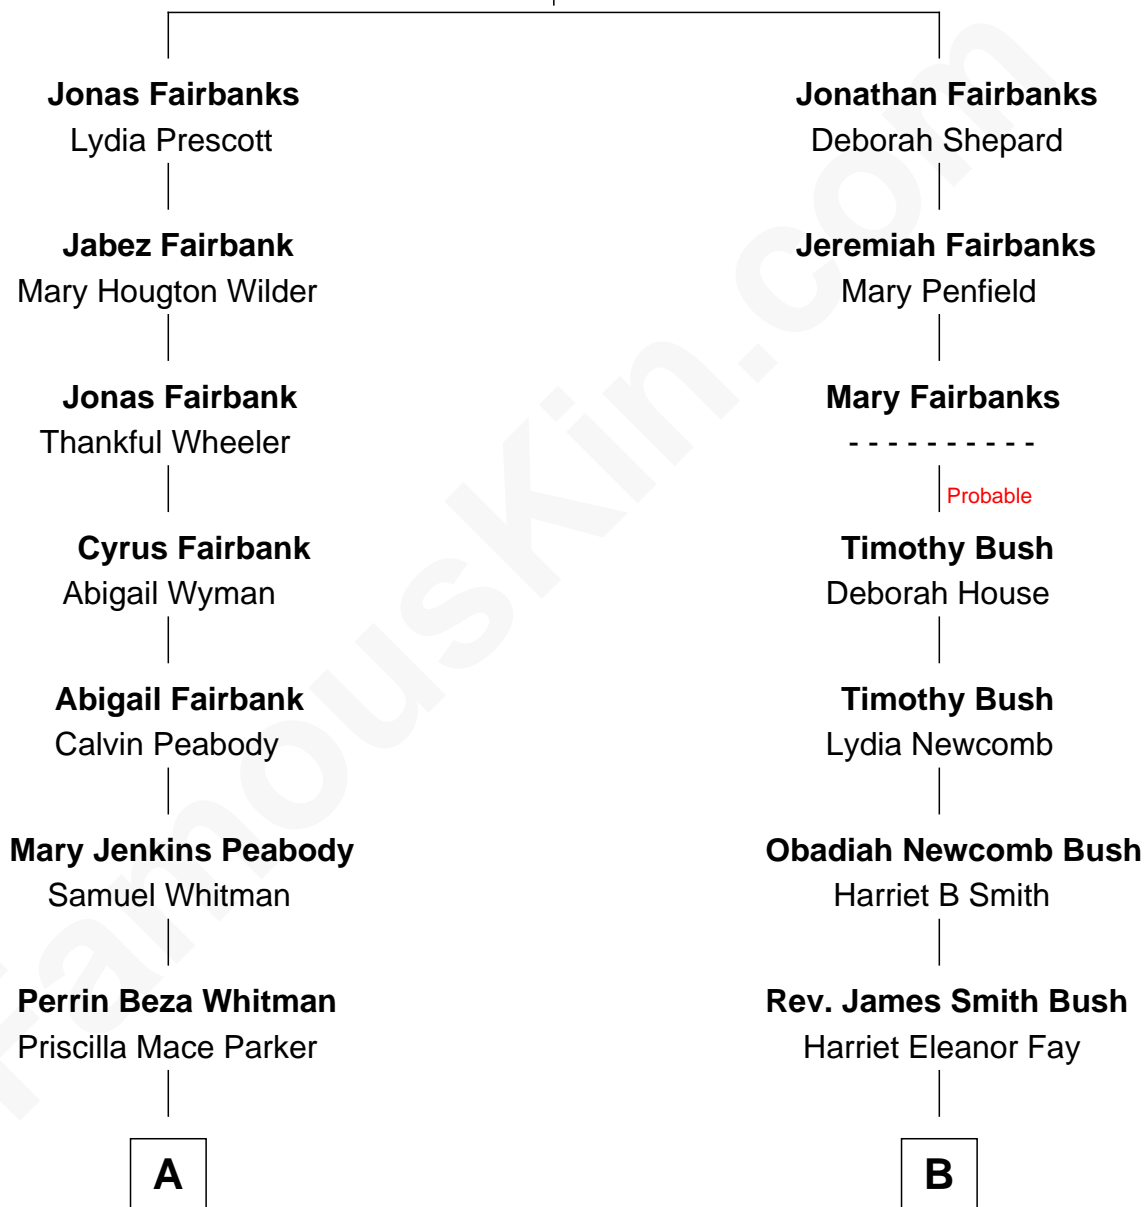 Jonas Fairbanks
Lydia Prescott
Jonathan Fairbanks
Deborah Shepard
Jabez Fairbank
Mary Hougton Wilder
Jeremiah Fairbanks
Mary Penfield
Jonas Fairbank
Thankful Wheeler
Mary Fairbanks
- - - - - - - - - -
Probable
Cyrus Fairbank
Abigail Wyman
Timothy Bush
Deborah House
Abigail Fairbank
Calvin Peabody
Timothy Bush
Lydia Newcomb
Mary Jenkins Peabody
Samuel Whitman
Obadiah Newcomb Bush
Harriet B Smith
Perrin Beza Whitman
Priscilla Mace Parker
Rev. James Smith Bush
Harriet Eleanor Fay
A
B
FamousKin.com